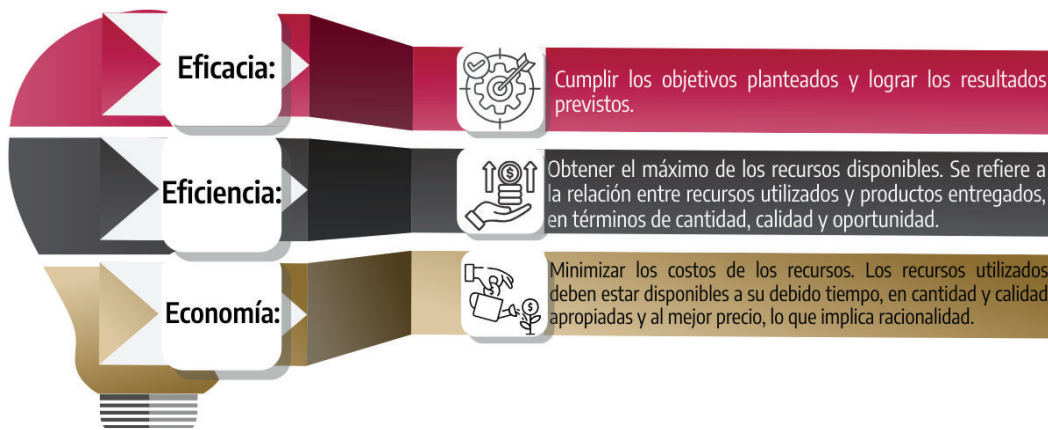 Eficacia:
Cumplir los objetivos planteados y lograr los resultados
previstos.
Eficiencia:
Obtener el máximo de los recursos disponibles. Se refiere a
la relación entre recursos utilizados y productos entregados,
en términos de cantidad, calidad y oportunidad.
Economía:
Minimizar los costos de los recursos. Los recursos utilizados
deben estar disponibles a su debido tiempo, en cantidad y calidad
apropiadas y al mejor precio, lo que implica racionalidad.